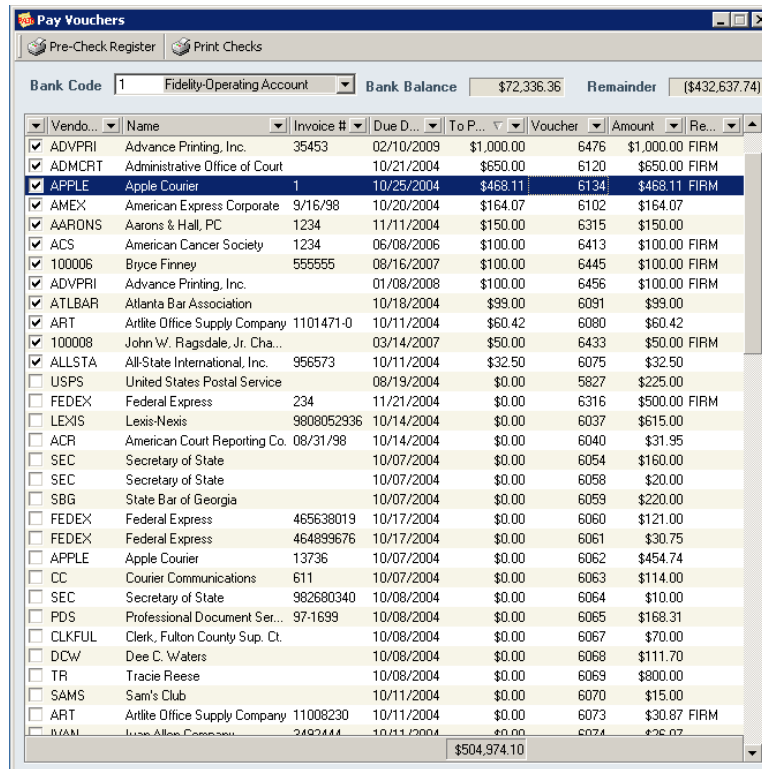 Pay Vouchers
Pre-Check Register Print Checks
Bank Code 1 Fidelity-Operating Account Bank Balance $72,336.36 Remainder ($432,637.74)
Vendo... Name Invoice # Due D... To P... Voucher Amount Re...
ADVPRI Advance Printing, Inc. 35453 02/10/2009 $1,000.00 6476 $1,000.00 FIRM
ADMCRT Administrative Office of Court 10/21/2004 $650.00 6120 $650.00 FIRM
APPLE Apple Courier 1 10/25/2004 $468.11 6134 $468.11 FIRM
AMEX American Express Corporate 9/16/98 10/20/2004 $164.07 6102 $164.07
AARONS Aarons & Hall, PC 1234 11/11/2004 $150.00 6315 $150.00
ACS American Cancer Society 1234 06/08/2006 $100.00 6413 $100.00 FIRM
100006 Bryce Finney 555555 08/16/2007 $100.00 6445 $100.00 FIRM
ADVPRI Advance Printing, Inc. 01/08/2008 $100.00 6456 $100.00 FIRM
ATLBAR Atlanta Bar Association 10/18/2004 $99.00 6091 $99.00
ART Artlite Office Supply Company 1101471-0 10/11/2004 $60.42 6080 $60.42
100008 John W. Ragsdale, Jr. Cha... 03/14/2007 $50.00 6433 $50.00 FIRM
ALLSTA All-State International, Inc. 956573 10/11/2004 $32.50 6075 $32.50
USPS United States Postal Service 08/19/2004 $0.00 5827 $225.00
FEDEX Federal Express 234 11/21/2004 $0.00 6316 $500.00 FIRM
LEXIS Lexis-Nexis 9808052936 10/14/2004 $0.00 6037 $615.00
ACR American Court Reporting Co. 08/31/98 10/14/2004 $0.00 6040 $31.95
SEC Secretary of State 10/07/2004 $0.00 6054 $160.00
SEC Secretary of State 10/07/2004 $0.00 6058 $20.00
SBG State Bar of Georgia 10/07/2004 $0.00 6059 $220.00
FEDEX Federal Express 465638019 10/17/2004 $0.00 6060 $121.00
FEDEX Federal Express 464899676 10/17/2004 $0.00 6061 $30.75
APPLE Apple Courier 13736 10/07/2004 $0.00 6062 $454.74
CC Courier Communications 611 10/07/2004 $0.00 6063 $114.00
SEC Secretary of State 982680340 10/08/2004 $0.00 6064 $10.00
PDS Professional Document Ser... 97-1699 10/08/2004 $0.00 6065 $168.31
CLKFUL Clerk, Fulton County Sup. Ct. 10/08/2004 $0.00 6067 $70.00
DCW Dee C. Waters 10/08/2004 $0.00 6068 $111.70
TR Tracie Reese 10/08/2004 $0.00 6069 $800.00
SAMS Sam's Club 10/11/2004 $0.00 6070 $15.00
ART Artlite Office Supply Company 11008230 10/11/2004 $0.00 6073 $30.87 FIRM
IVAN Ivan Allen Company 3492444 10/11/2004 $0.00 6074 $26.07
$504,974.10